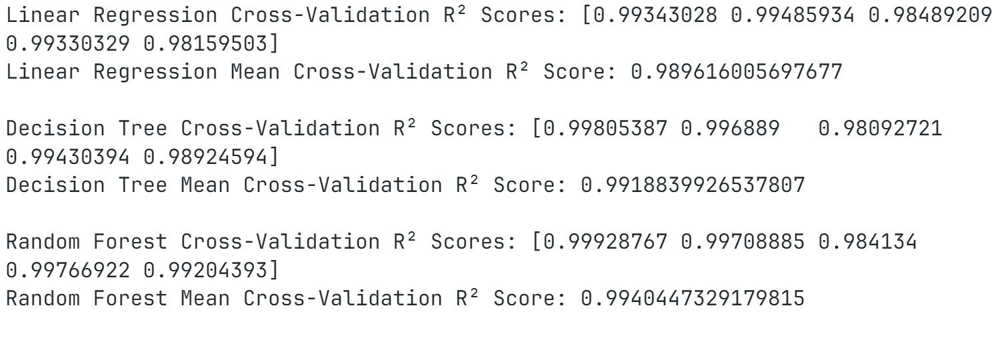 Linear Regression Cross-Validation R² Scores: [0.99343028 0.99485934 0.98489209
0.99330329 0.98159503]
Linear Regression Mean Cross-Validation R² Score: 0.989616005697677
Decision Tree Cross-Validation R² Scores: [0.99805387 0.996889   0.98092721
0.99430394 0.98924594]
Decision Tree Mean Cross-Validation R² Score: 0.9918839926537807
Random Forest Cross-Validation R² Scores: [0.99928767 0.99708885 0.984134
0.99766922 0.99204393]
Random Forest Mean Cross-Validation R² Score: 0.9940447329179815